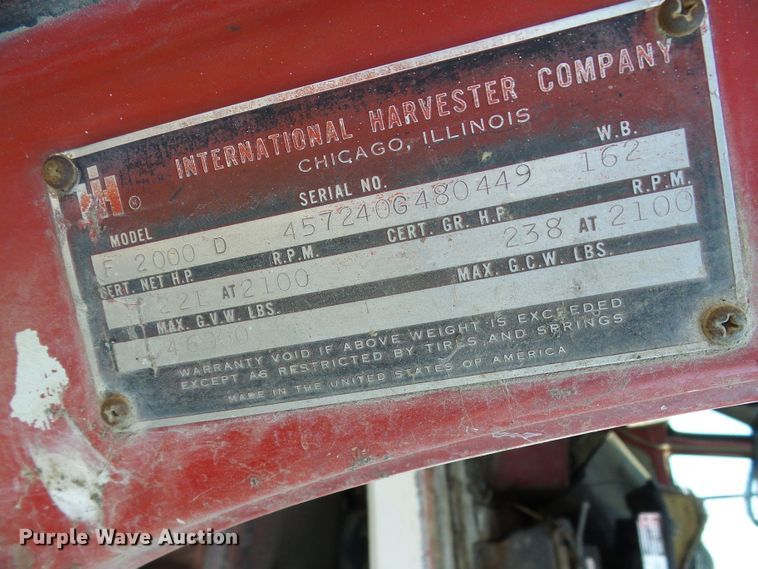 IH ® INTERNATIONAL HARVESTER COMPANY
CHICAGO, ILLINOIS
MODEL SERIAL NO. W.B.
F 2000 D 457240G480449 162
CERT. NET H.P. R.P.M. CERT. GR. H.P. R.P.M.
221 AT 2100 238 AT 2100
MAX. G.V.W. LBS. MAX. G.C.W. LBS.
WARRANTY VOID IF ABOVE WEIGHT IS EXCEEDED
EXCEPT AS RESTRICTED BY TIRES AND SPRINGS
MADE IN THE UNITED STATES OF AMERICA
Purple Wave Auction